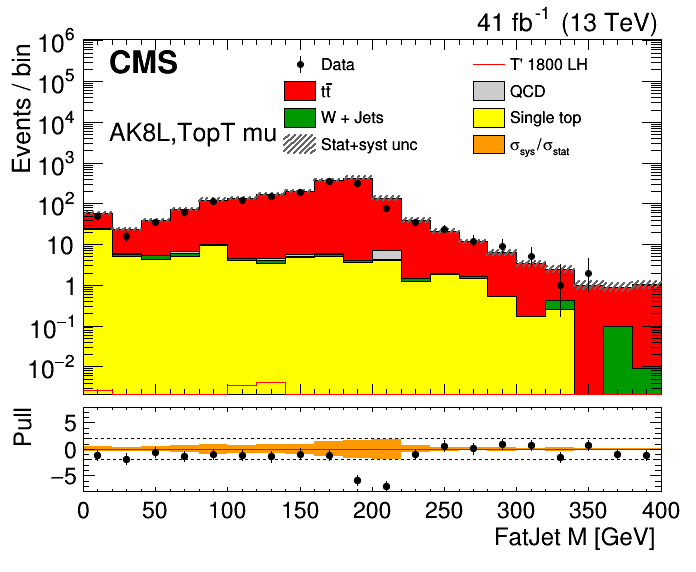 41 fb⁻¹ (13 TeV)
CMS
AK8L,TopT mu
Data
tt̄
W + Jets
Stat+syst unc
T' 1800 LH
QCD
Single top
σsys/σstat
Events / bin
10⁶
10⁵
10⁴
10³
10²
10
1
10⁻¹
10⁻²
Pull
5
0
−5
0 50 100 150 200 250 300 350 400
FatJet M [GeV]